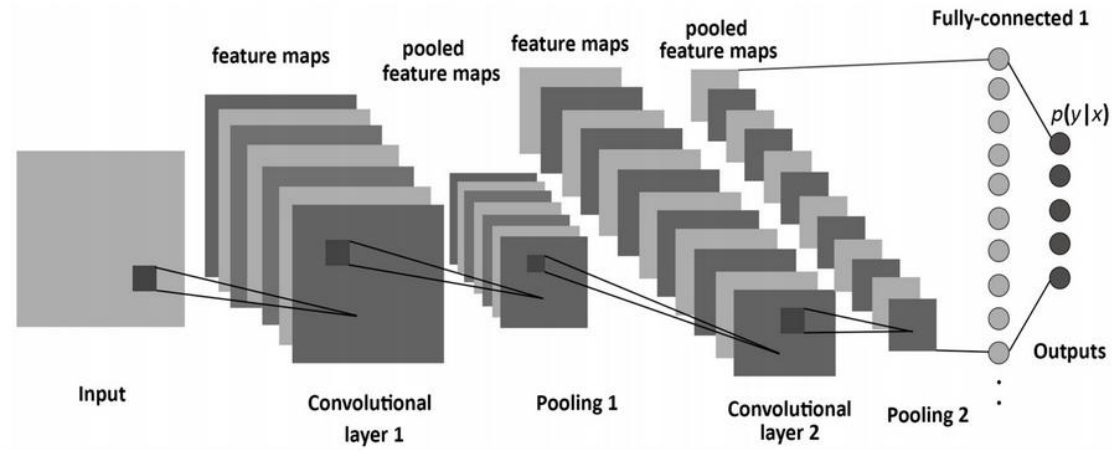 Fully-connected 1
feature maps
pooled
feature maps
feature maps
pooled
feature maps
p(y|x)
Input
Convolutional
layer 1
Pooling 1
Convolutional
layer 2
Pooling 2
Outputs